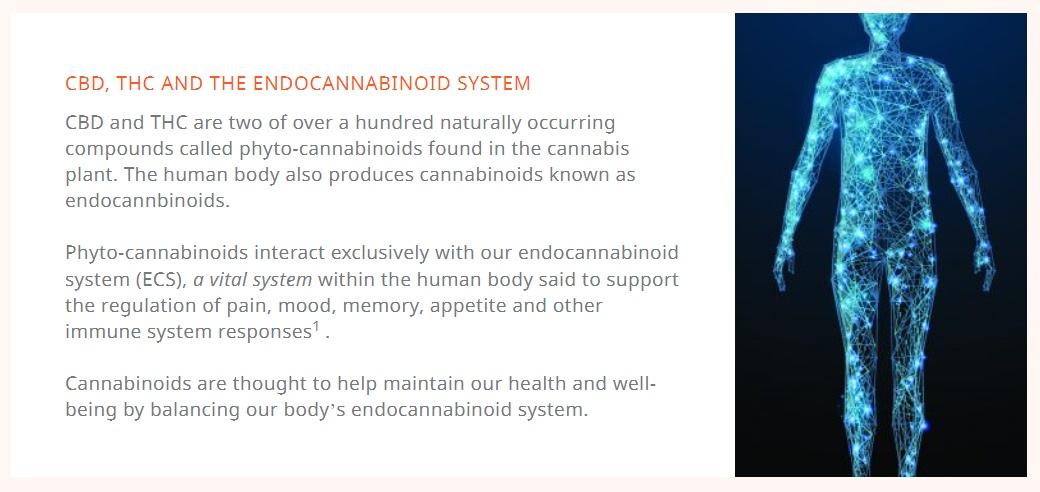 CBD, THC AND THE ENDOCANNABINOID SYSTEM
CBD and THC are two of over a hundred naturally occurring
compounds called phyto-cannabinoids found in the cannabis
plant. The human body also produces cannabinoids known as
endocannbinoids.
Phyto-cannabinoids interact exclusively with our endocannabinoid
system (ECS), a vital system within the human body said to support
the regulation of pain, mood, memory, appetite and other
immune system responses¹ .
Cannabinoids are thought to help maintain our health and well-
being by balancing our body’s endocannabinoid system.